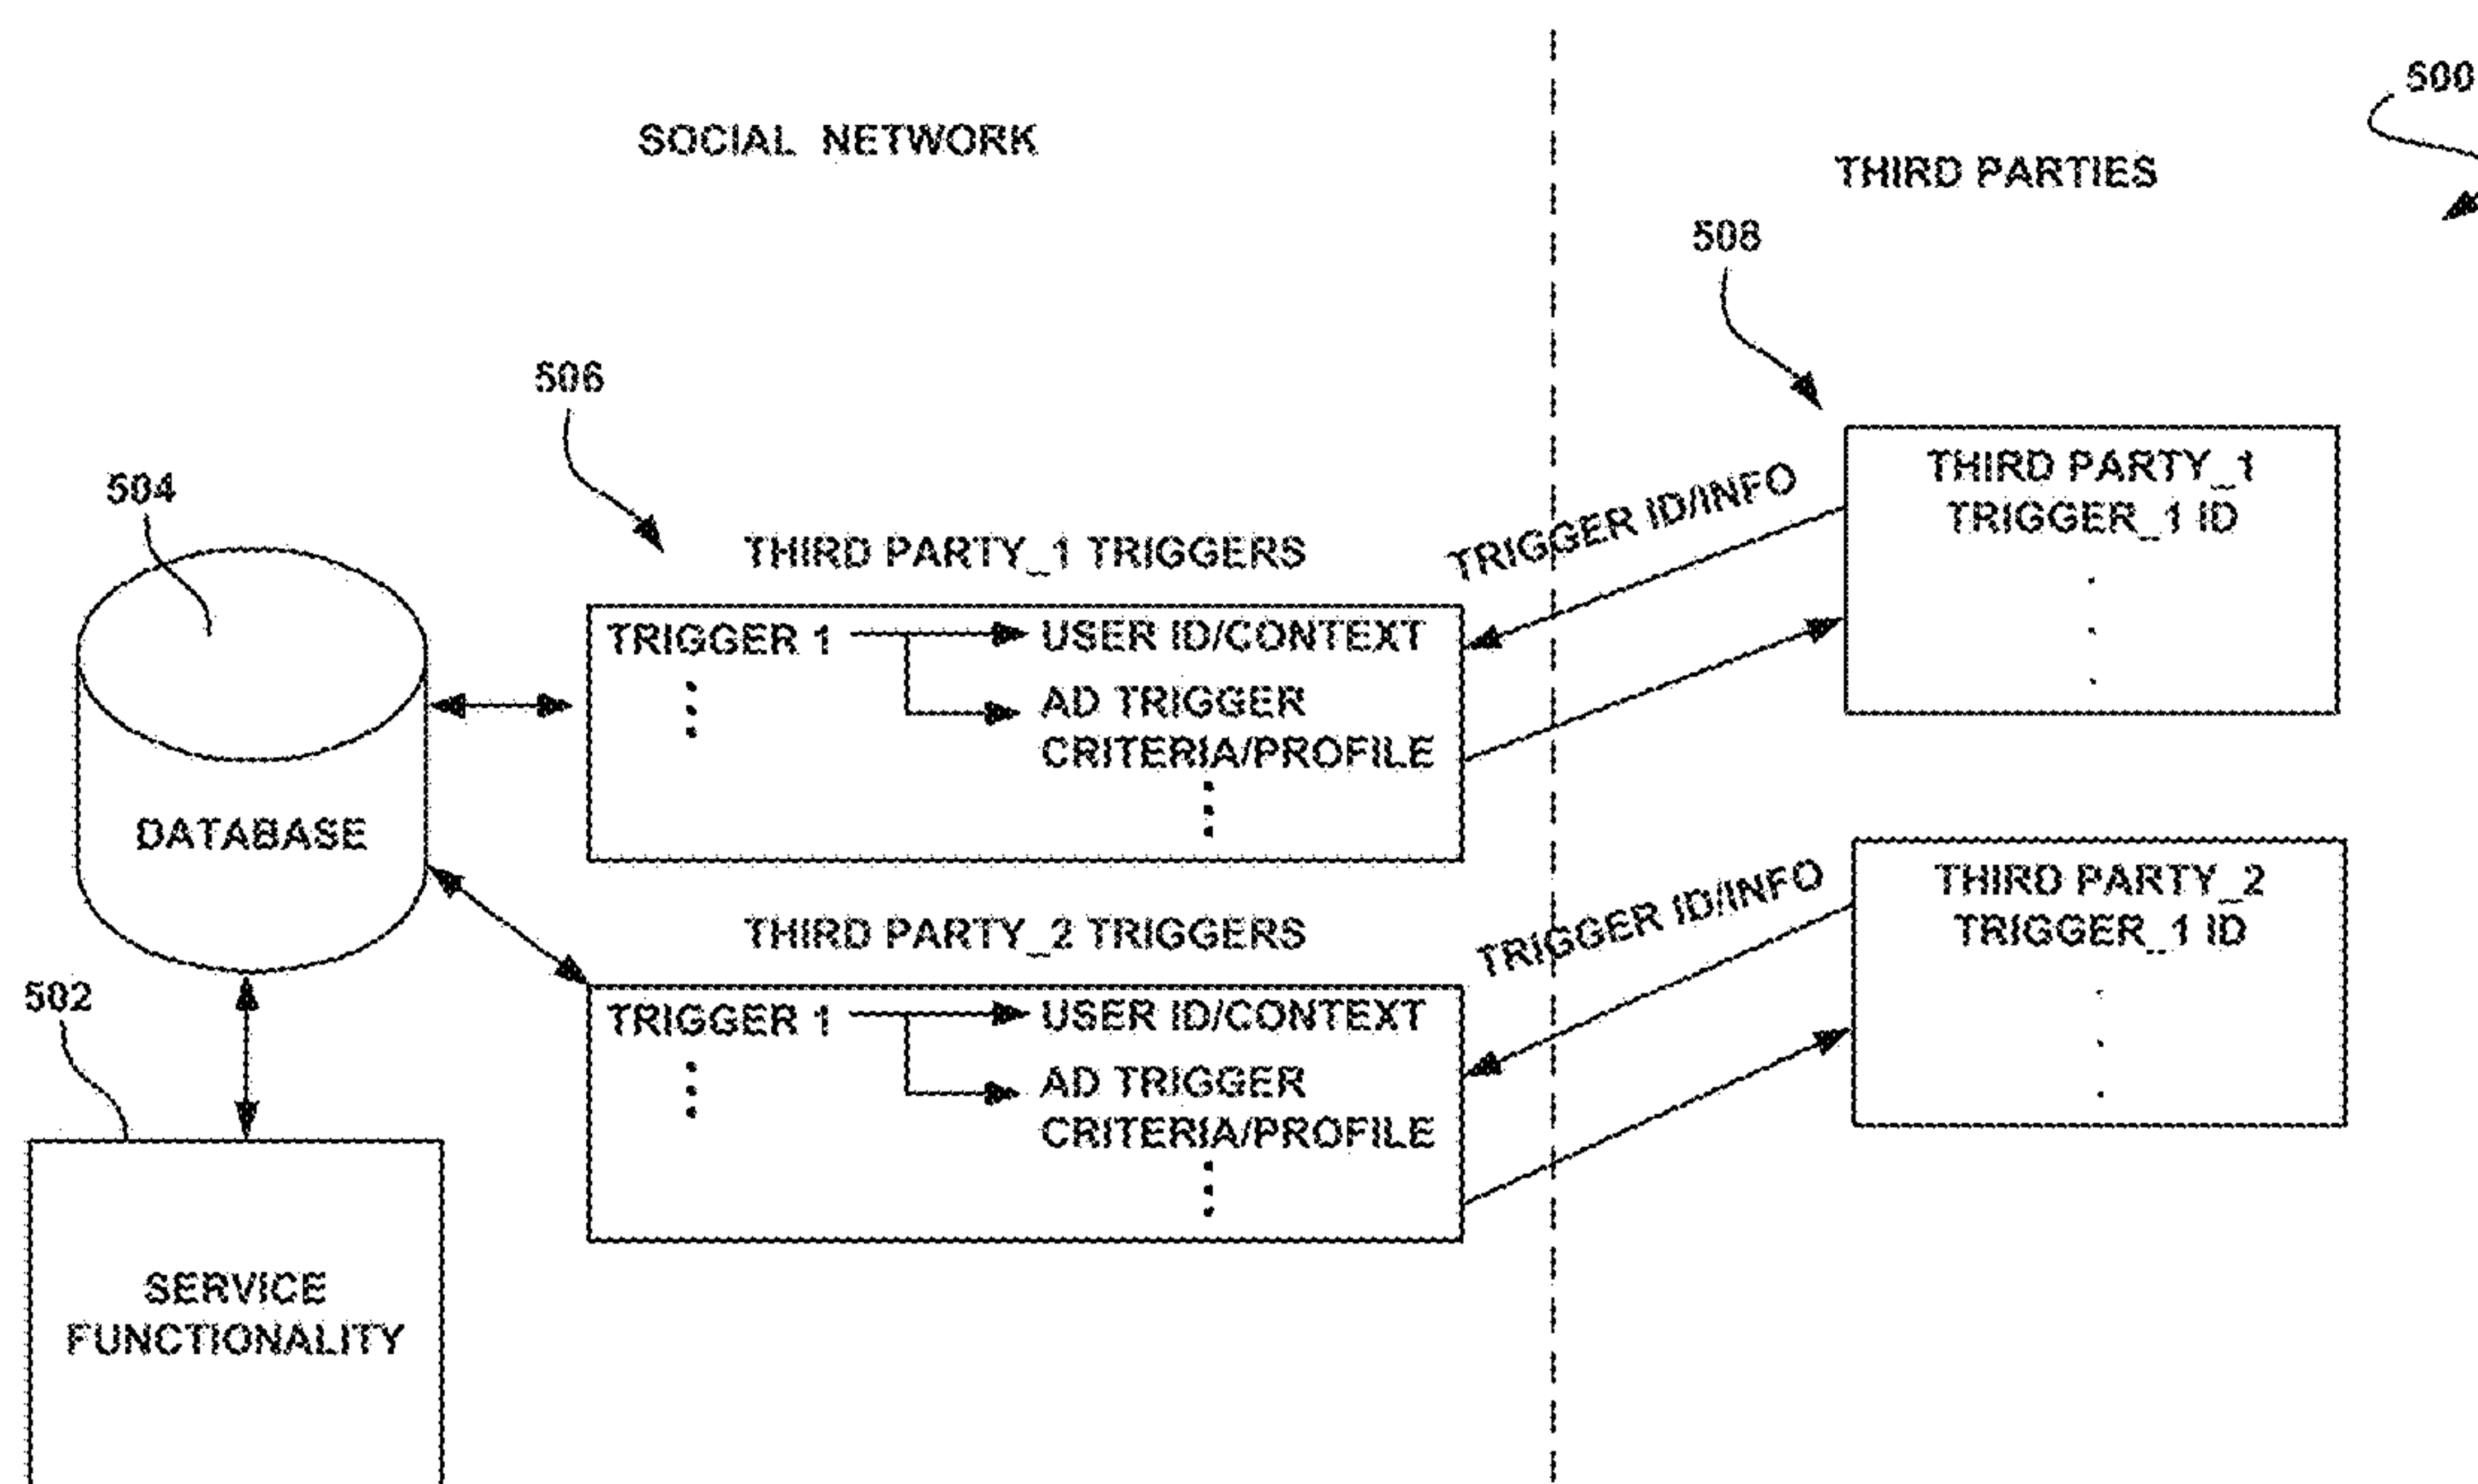 500
SOCIAL NETWORK
THIRD PARTIES
508
506
504
THIRD PARTY_1
TRIGGER_1 ID
TRIGGER ID/INFO
THIRD PARTY_1 TRIGGERS
TRIGGER 1
USER ID/CONTEXT
AD TRIGGER
CRITERIA/PROFILE
DATABASE
THIRD PARTY_2
TRIGGER_1 ID
TRIGGER ID/INFO
THIRD PARTY_2 TRIGGERS
502
TRIGGER 1
USER ID/CONTEXT
AD TRIGGER
CRITERIA/PROFILE
SERVICE
FUNCTIONALITY